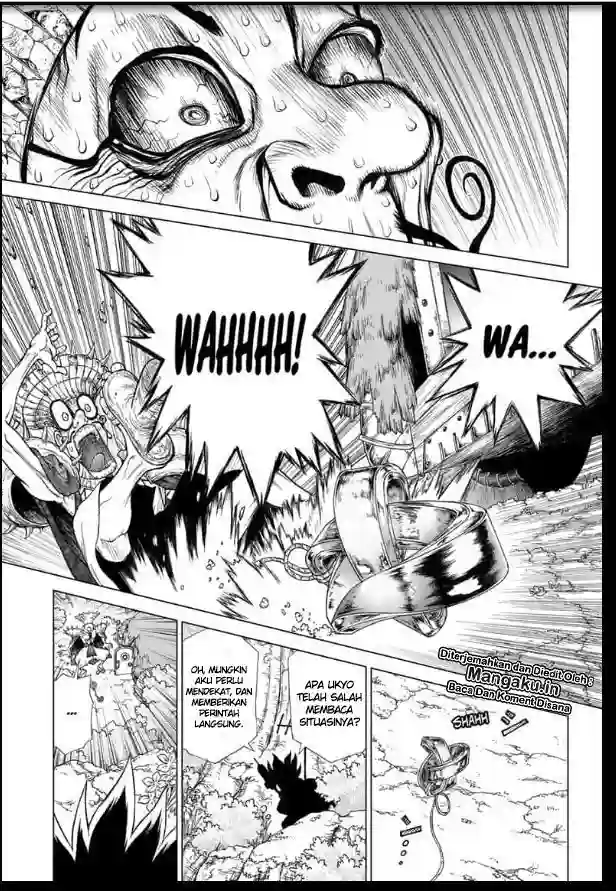 WA...
WAHHHH!
Diterjemahkan dan Diedit Oleh :
Mangaku.in
Baca Dan Koment Disana
SHAHH
APA UKYO
TELAH SALAH
MEMBACA
SITUASINYA?
OH, MUNGKIN
AKU PERLU
MENDEKAT, DAN
MEMBERIKAN
PERINTAH
LANGSUNG.
...